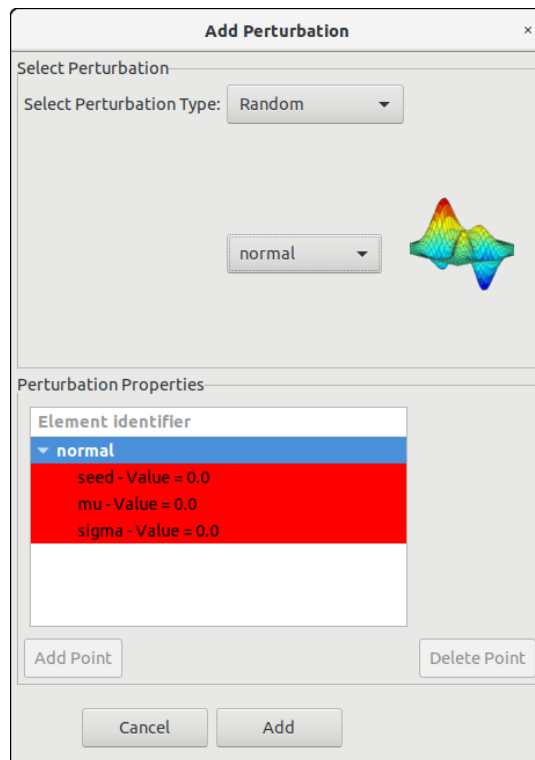 Add Perturbation ×
Select Perturbation
Select Perturbation Type: Random
normal
Perturbation Properties
Element identifier
normal
seed - Value = 0.0
mu - Value = 0.0
sigma - Value = 0.0
Add Point Delete Point
Cancel Add